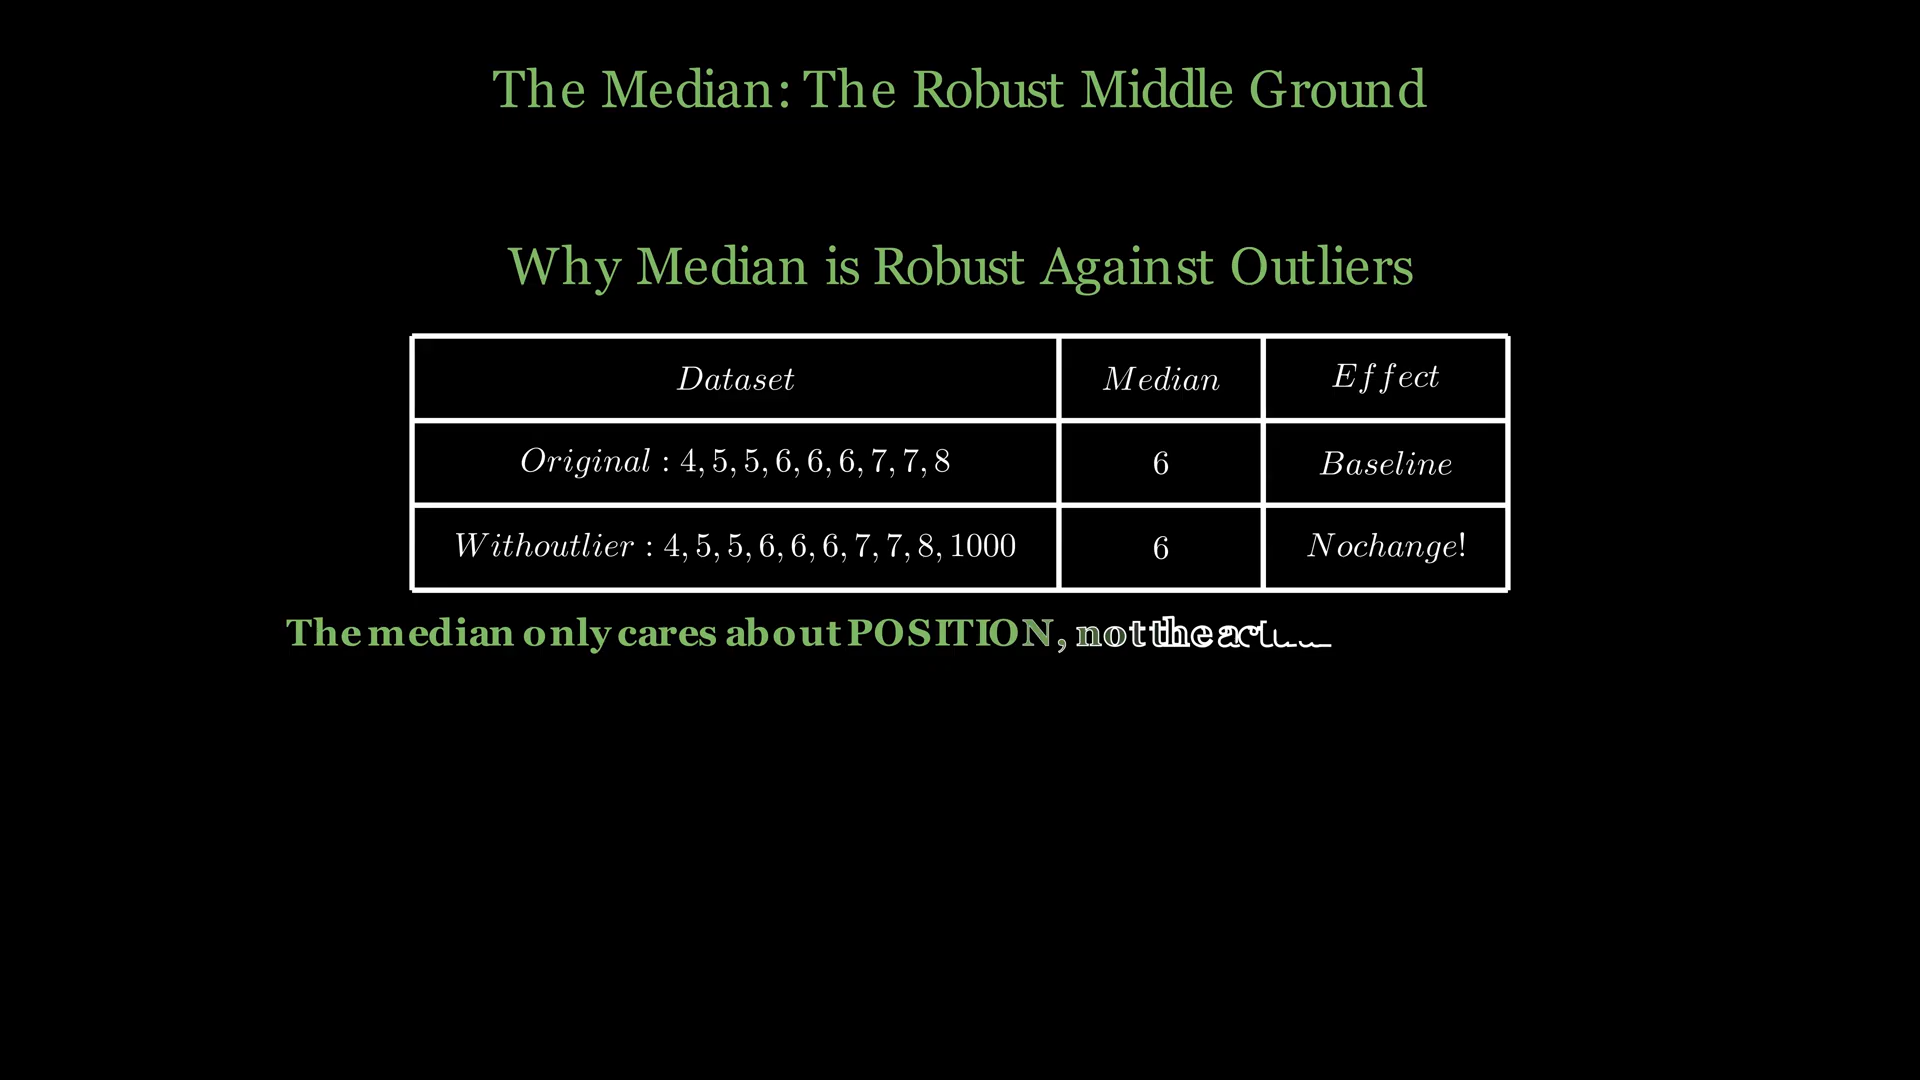 The Median: The Robust Middle Ground
Why Median is Robust Against Outliers
Dataset Median Effect
Original : 4, 5, 5, 6, 6, 6, 7, 7, 8 6 Baseline
Withoutlier : 4, 5, 5, 6, 6, 6, 7, 7, 8, 1000 6 Nochange!
The median only cares about POSITION, not the